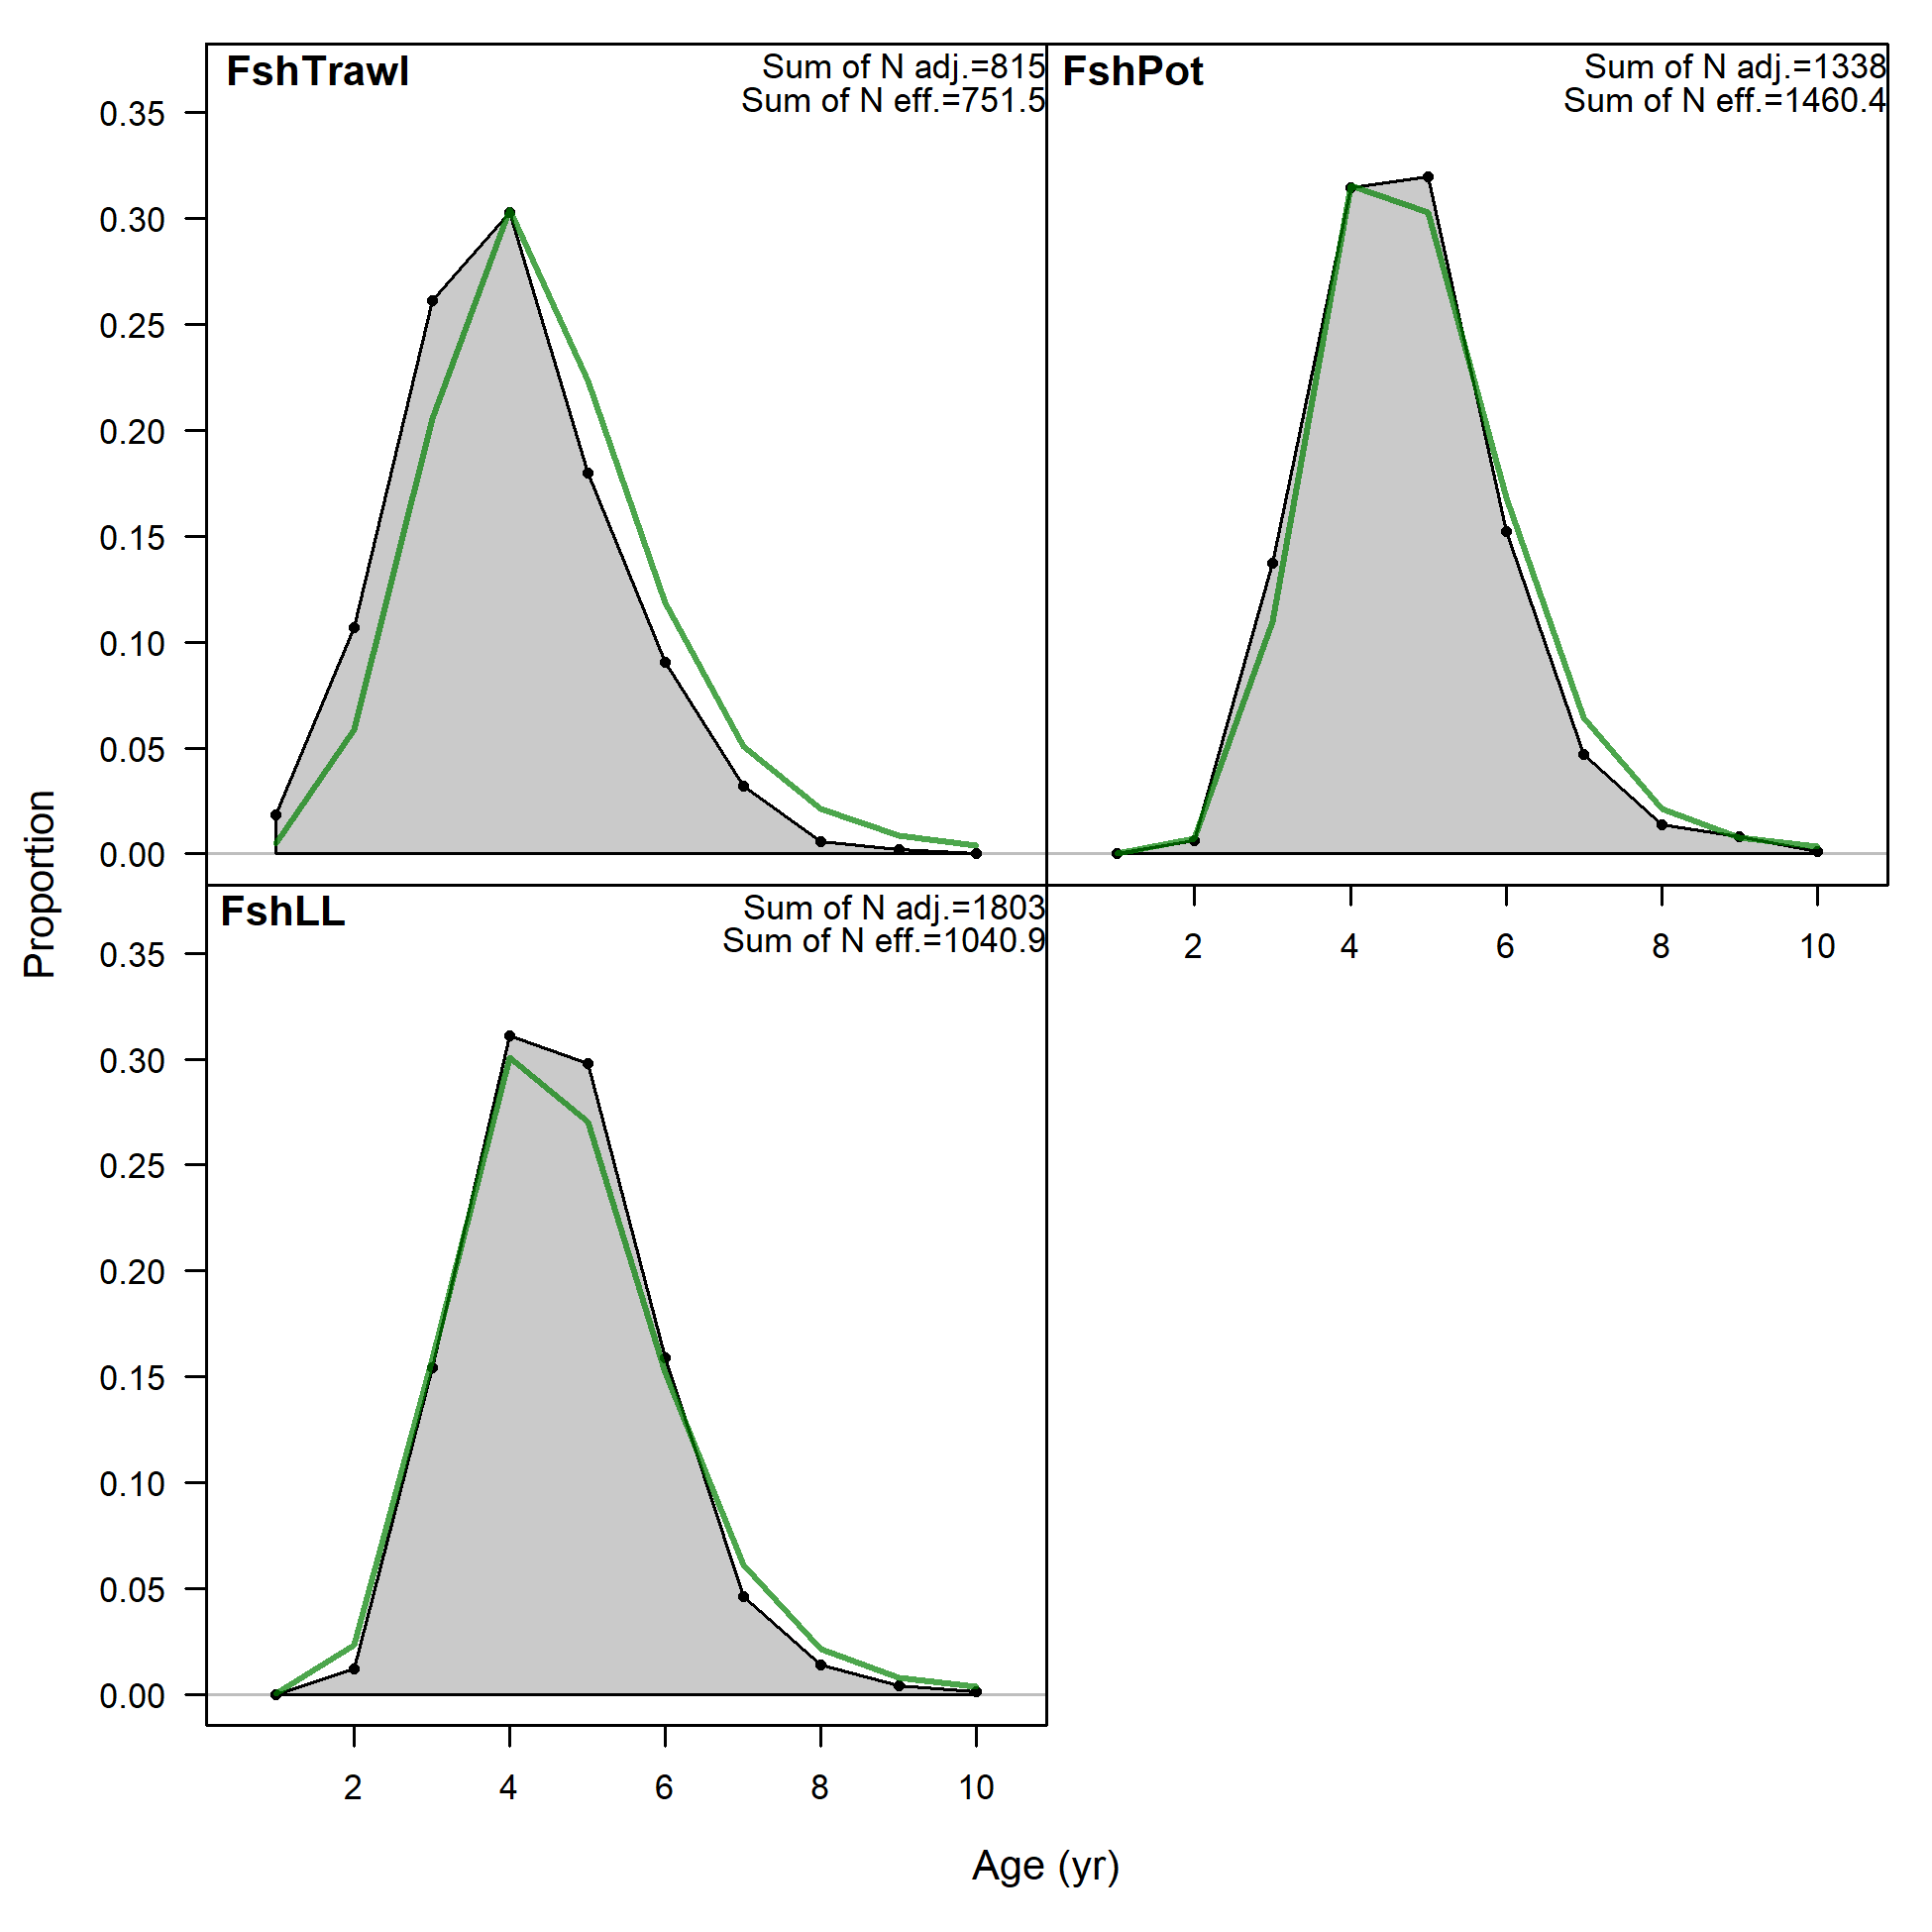 FshTrawl
Sum of N adj.=815
Sum of N eff.=751.5
FshPot
Sum of N adj.=1338
Sum of N eff.=1460.4
0.35
0.30
0.25
0.20
0.15
0.10
0.05
0.00
2 4 6 8 10
FshLL
Sum of N adj.=1803
Sum of N eff.=1040.9
0.35
0.30
0.25
0.20
0.15
0.10
0.05
0.00
2 4 6 8 10
Proportion
Age (yr)